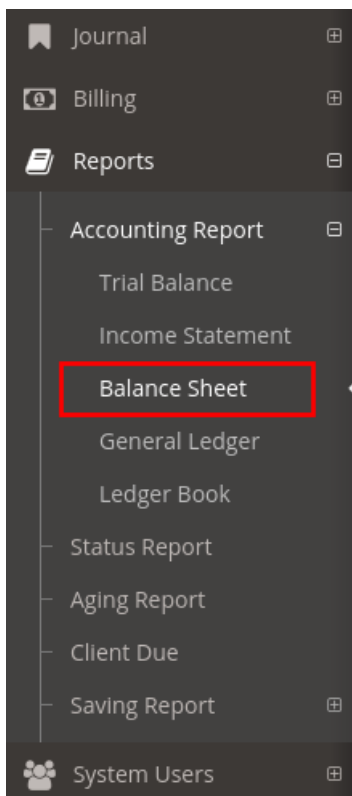 Journal
Billing
Reports
Accounting Report
Trial Balance
Income Statement
Balance Sheet
General Ledger
Ledger Book
Status Report
Aging Report
Client Due
Saving Report
System Users